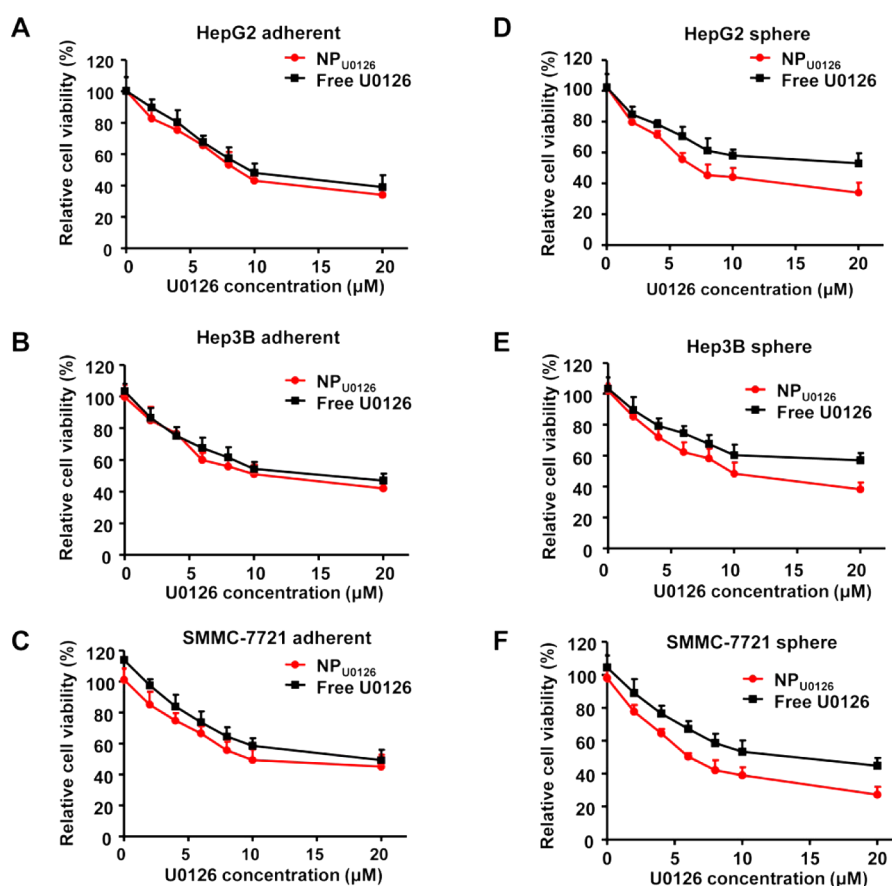 A
HepG2 adherent
NP_U0126
Free U0126
Relative cell viability (%)
120
100
80
60
40
20
0
0 5 10 15 20
U0126 concentration (µM)
D
HepG2 sphere
NP_U0126
Free U0126
Relative cell viability (%)
120
100
80
60
40
20
0
0 5 10 15 20
U0126 concentration (µM)
B
Hep3B adherent
NP_U0126
Free U0126
Relative cell viability (%)
120
100
80
60
40
20
0
0 5 10 15 20
U0126 concentration (µM)
E
Hep3B sphere
NP_U0126
Free U0126
Relative cell viability (%)
120
100
80
60
40
20
0
0 5 10 15 20
U0126 concentration (µM)
C
SMMC-7721 adherent
NP_U0126
Free U0126
Relative cell viability (%)
120
100
80
60
40
20
0
0 5 10 15 20
U0126 concentration (µM)
F
SMMC-7721 sphere
NP_U0126
Free U0126
Relative cell viability (%)
120
100
80
60
40
20
0
0 5 10 15 20
U0126 concentration (µM)